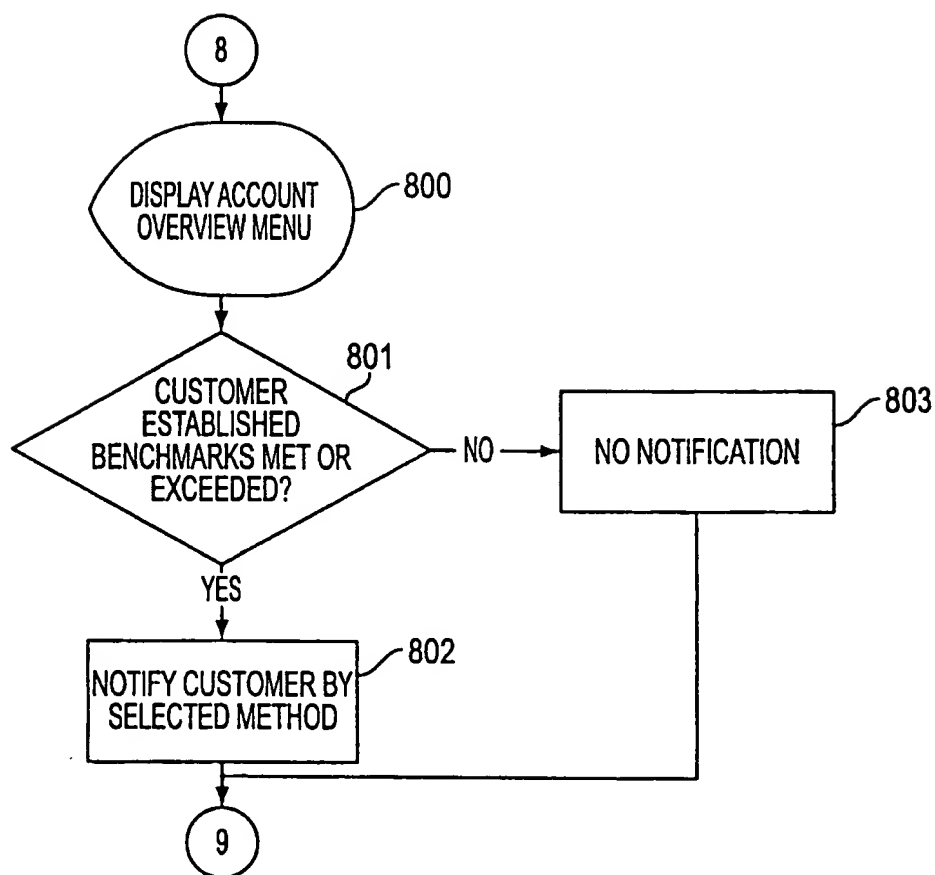 8
DISPLAY ACCOUNT
OVERVIEW MENU
800
CUSTOMER
ESTABLISHED
BENCHMARKS MET OR
EXCEEDED?
801
NO
NO NOTIFICATION
803
YES
NOTIFY CUSTOMER BY
SELECTED METHOD
802
9